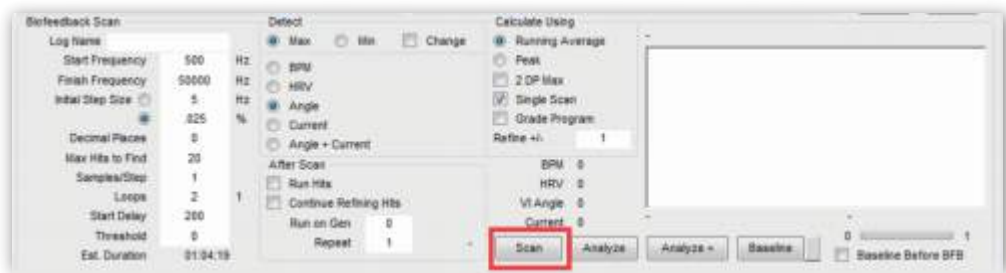 Biofeedback Scan
Log Name
Start Frequency 500 Hz
Finish Frequency 50000 Hz
Initial Step Size 5 Hz
.025 %
Decimal Places 0
Max Hits to Find 20
Samples/Step 1
Loops 2 1
Start Delay 200
Threshold 0
Est. Duration 01:04:19
Detect
Max Min Change
BPM
HRV
Angle
Current
Angle + Current
After Scan
Run Hits
Continue Refining Hits
Run on Gen 0
Repeat 1 -
Calculate Using
Running Average
Peak
2 DP Max
Single Scan
Grade Program
Refine +/- 1
BPM 0
HRV 0
VI Angle 0
Current 0
-
- -
Scan Analyze Analyze + Baseline
0 1
Baseline Before BFB